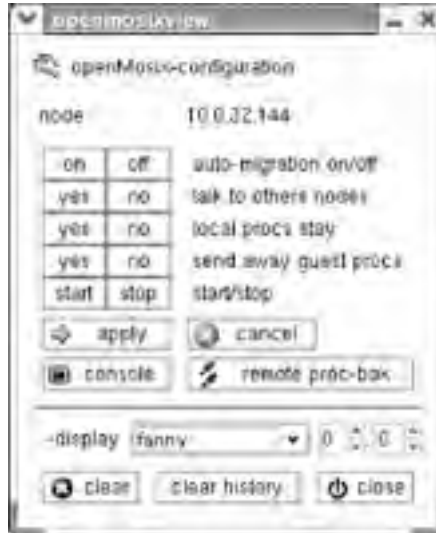 openmosixview
openMosix-configuration
node 10.0.32.144
on off auto-migration on/off
yes no talk to others nodes
yes no local procs stay
yes no send away guest procs
start stop start/stop
apply cancel
console remote proc-box
-display fanny 0 0
clear clear history close